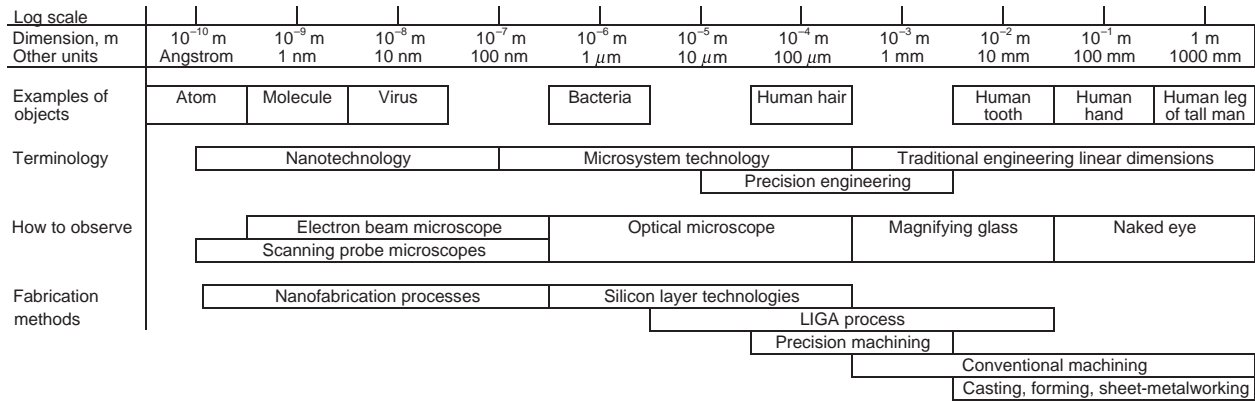 Log scale
Dimension, m 10⁻¹⁰ m 10⁻⁹ m 10⁻⁸ m 10⁻⁷ m 10⁻⁶ m 10⁻⁵ m 10⁻⁴ m 10⁻³ m 10⁻² m 10⁻¹ m 1 m
Other units Angstrom 1 nm 10 nm 100 nm 1 μm 10 μm 100 μm 1 mm 10 mm 100 mm 1000 mm
Examples of Atom Molecule Virus Bacteria Human hair Human Human Human leg
objects tooth hand of tall man
Terminology Nanotechnology Microsystem technology Traditional engineering linear dimensions
Precision engineering
How to observe Electron beam microscope Optical microscope Magnifying glass Naked eye
Scanning probe microscopes
Fabrication Nanofabrication processes Silicon layer technologies
methods LIGA process
Precision machining
Conventional machining
Casting, forming, sheet-metalworking